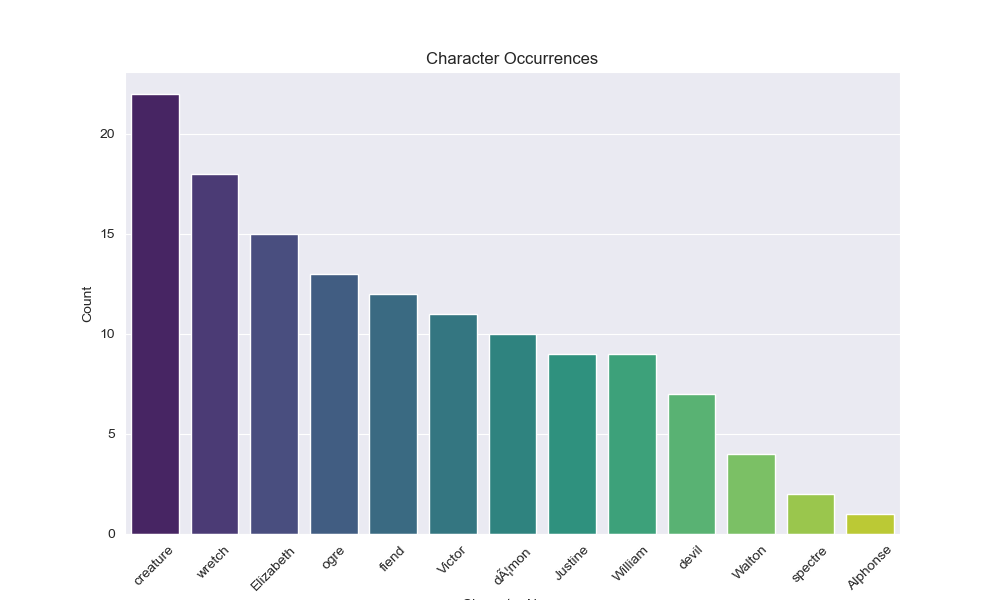 Character Occurrences
Count
20
15
10
5
0
creature
wretch
Elizabeth
ogre
fiend
Victor
dÃ¦mon
Justine
William
devil
Walton
spectre
Alphonse